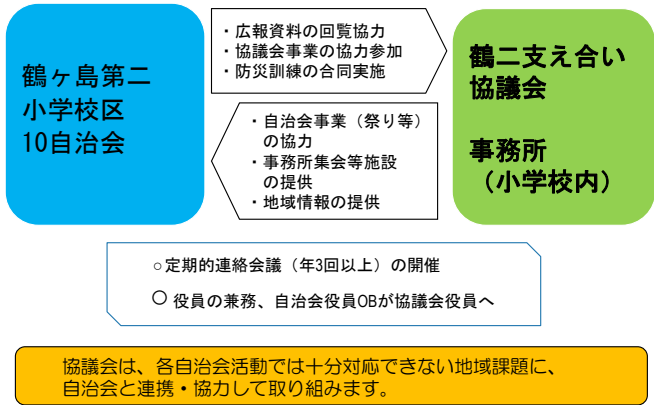 鶴ヶ島第二
小学校区
10自治会
・広報資料の回覧協力
・協議会事業の協力参加
・防災訓練の合同実施
・自治会事業（祭り等）
の協力
・事務所集会等施設
の提供
・地域情報の提供
鶴二支え合い
協議会
事務所
（小学校内）
○定期的連絡会議（年3回以上）の開催
○ 役員の兼務、自治会役員OBが協議会役員へ
協議会は、各自治会活動では十分対応できない地域課題に、
自治会と連携・協力して取り組みます。